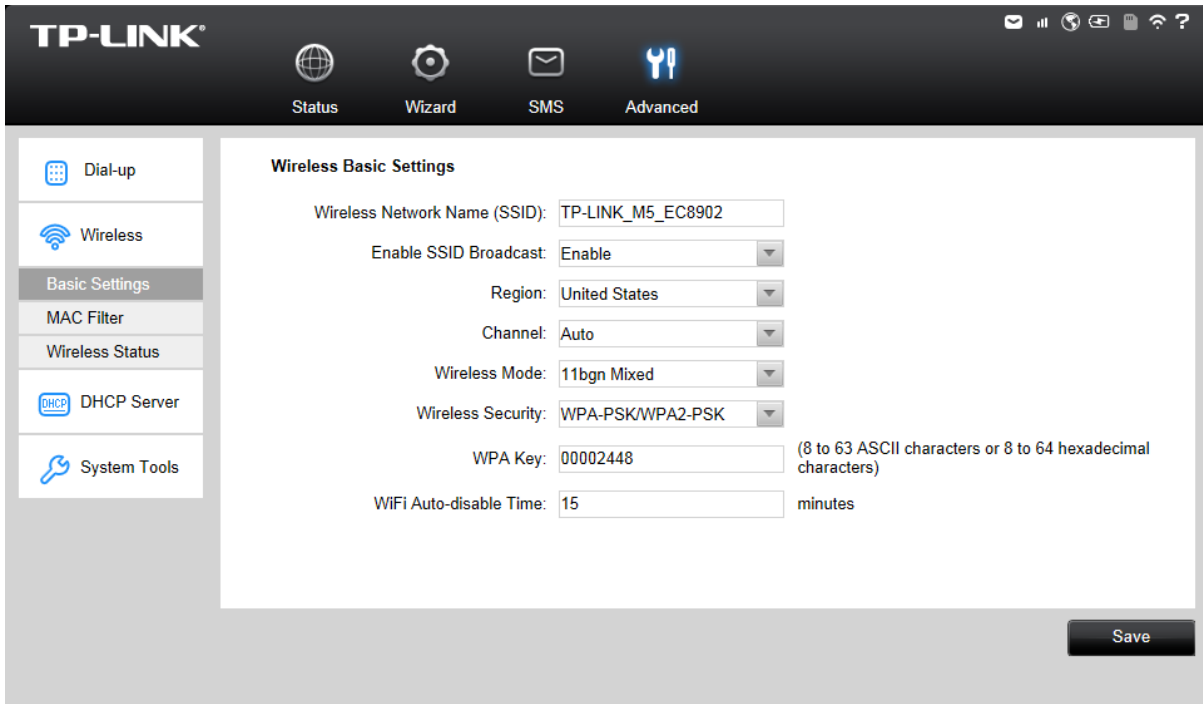 TP-LINK®
Status
Wizard
SMS
Advanced
?
Dial-up
Wireless
Basic Settings
MAC Filter
Wireless Status
DHCP
DHCP Server
System Tools
Wireless Basic Settings
Wireless Network Name (SSID): TP-LINK_M5_EC8902
Enable SSID Broadcast: Enable
Region: United States
Channel: Auto
Wireless Mode: 11bgn Mixed
Wireless Security: WPA-PSK/WPA2-PSK
WPA Key: 00002448 (8 to 63 ASCII characters or 8 to 64 hexadecimal
characters)
WiFi Auto-disable Time: 15 minutes
Save